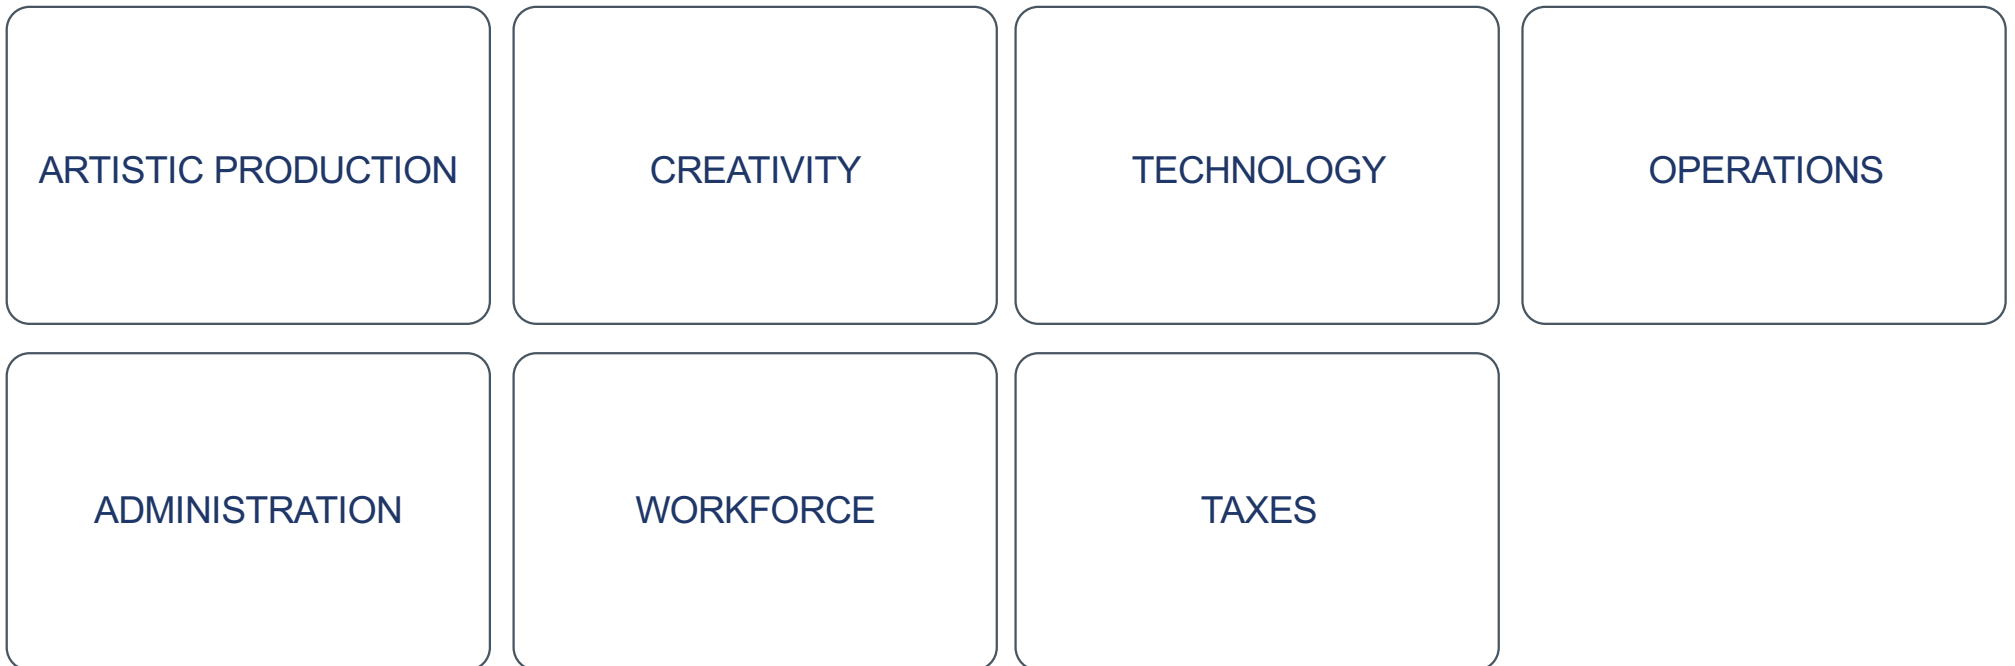 ARTISTIC PRODUCTION
CREATIVITY
TECHNOLOGY
OPERATIONS
ADMINISTRATION
WORKFORCE
TAXES